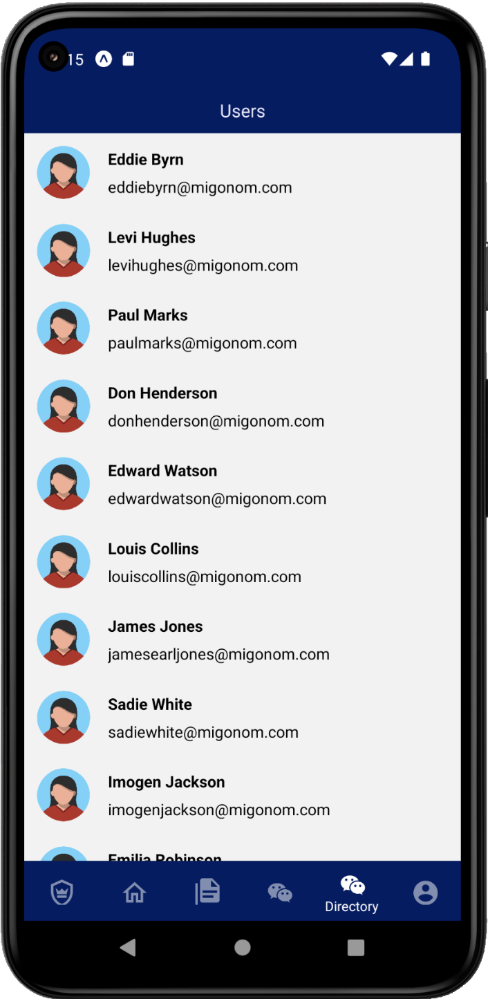 15
Users
Eddie Byrn
eddiebyrn@migonom.com
Levi Hughes
levihughes@migonom.com
Paul Marks
paulmarks@migonom.com
Don Henderson
donhenderson@migonom.com
Edward Watson
edwardwatson@migonom.com
Louis Collins
louiscollins@migonom.com
James Jones
jamesearljones@migonom.com
Sadie White
sadiewhite@migonom.com
Imogen Jackson
imogenjackson@migonom.com
Emilia Robinson
Directory